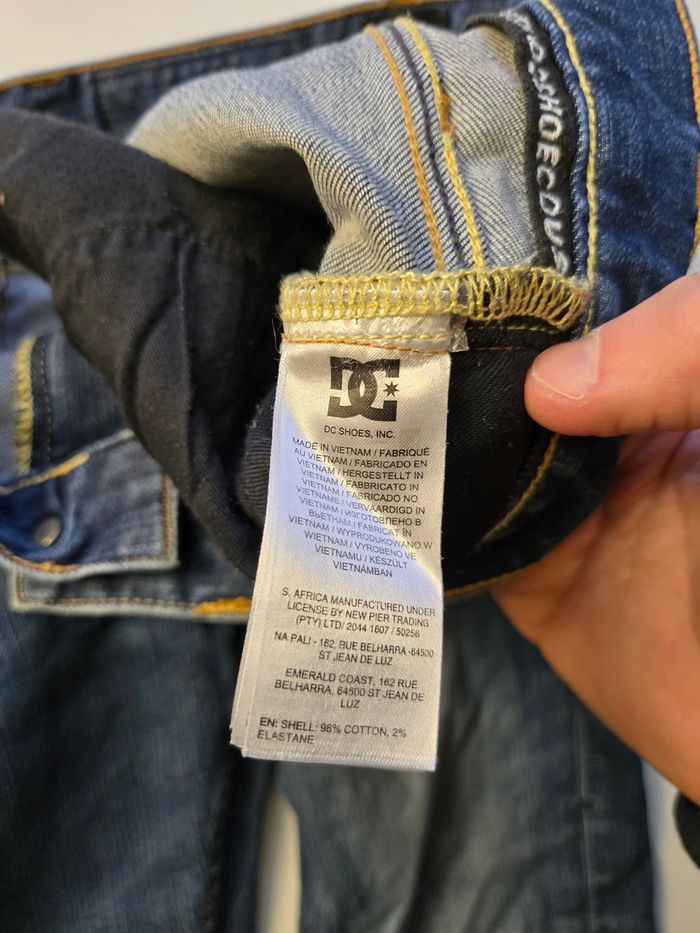 DC
DC SHOES, INC.
MADE IN VIETNAM / FABRIQUÉ
AU VIETNAM / FABRICADO EN
VIETNAM / HERGESTELLT IN
VIETNAM / FABBRICATO IN
VIETNAM / FABRICADO NO
VIETNAME / VERVAARDIGD IN
VIETNAM / ИЗГОТОВЛЕНО В
ВЬЕТНАМ / FABRICAT IN
VIETNAM / WYPRODUKOWANO W
WIETNAM / VYROBENO VE
VIETNAMU / KÉSZÜLT
VIETNÁMBAN
S. AFRICA MANUFACTURED UNDER
LICENSE BY NEW PIER TRADING
(PTY) LTD/ 2044 1607 / 50256
NA PALI - 162, RUE BELHARRA -64500
ST JEAN DE LUZ
EMERALD COAST, 162 RUE
BELHARRA, 64500 ST JEAN DE
LUZ
EN: SHELL: 98% COTTON, 2%
ELASTANE